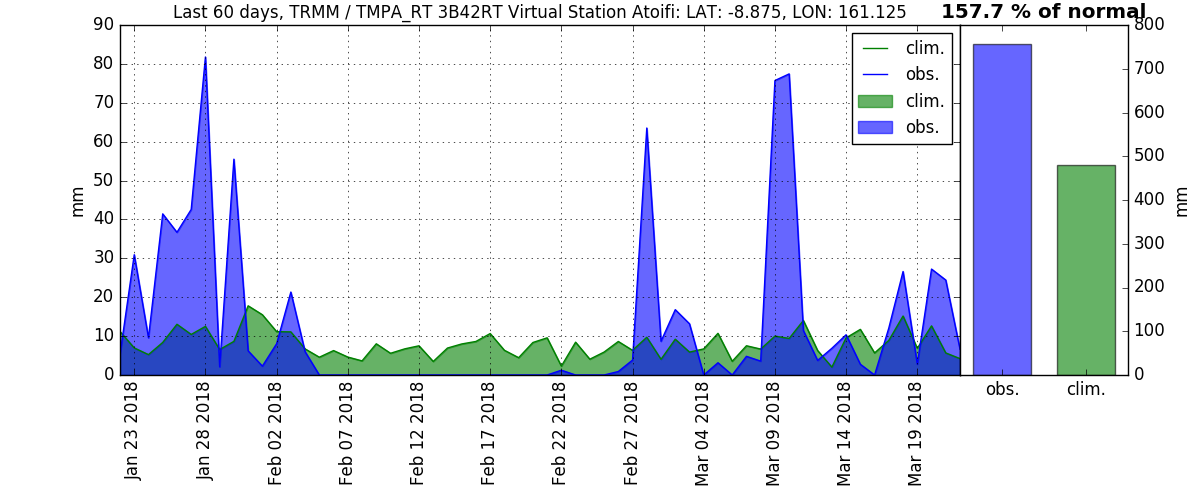 Last 60 days, TRMM / TMPA_RT 3B42RT Virtual Station Atoifi: LAT: -8.875, LON: 161.125
157.7 % of normal
mm
90
80
70
60
50
40
30
20
10
0
Jan 23 2018
Jan 28 2018
Feb 02 2018
Feb 07 2018
Feb 12 2018
Feb 17 2018
Feb 22 2018
Feb 27 2018
Mar 04 2018
Mar 09 2018
Mar 14 2018
Mar 19 2018
clim.
obs.
clim.
obs.
800
700
600
500
400
300
200
100
0
mm
obs.
clim.